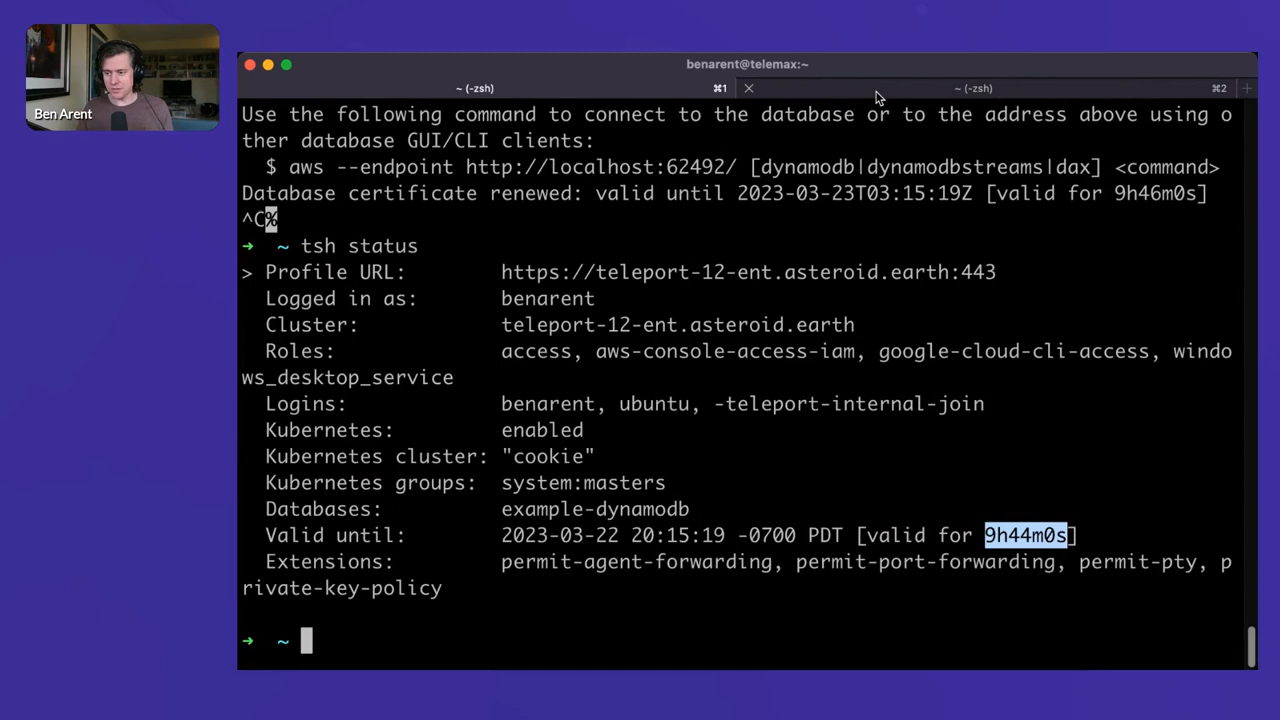 benarent@telemax:~
~ (-zsh) ⌘1 ~ (-zsh) ⌘2
Ben Arent
Use the following command to connect to the database or to the address above using o
ther database GUI/CLI clients:
$ aws --endpoint http://localhost:62492/ [dynamodb|dynamodbstreams|dax] <command>
Database certificate renewed: valid until 2023-03-23T03:15:19Z [valid for 9h46m0s]
^C%
➜ ~ tsh status
> Profile URL: https://teleport-12-ent.asteroid.earth:443
Logged in as: benarent
Cluster: teleport-12-ent.asteroid.earth
Roles: access, aws-console-access-iam, google-cloud-cli-access, windo
ws_desktop_service
Logins: benarent, ubuntu, -teleport-internal-join
Kubernetes: enabled
Kubernetes cluster: "cookie"
Kubernetes groups: system:masters
Databases: example-dynamodb
Valid until: 2023-03-22 20:15:19 -0700 PDT [valid for 9h44m0s]
Extensions: permit-agent-forwarding, permit-port-forwarding, permit-pty, p
rivate-key-policy
➜ ~